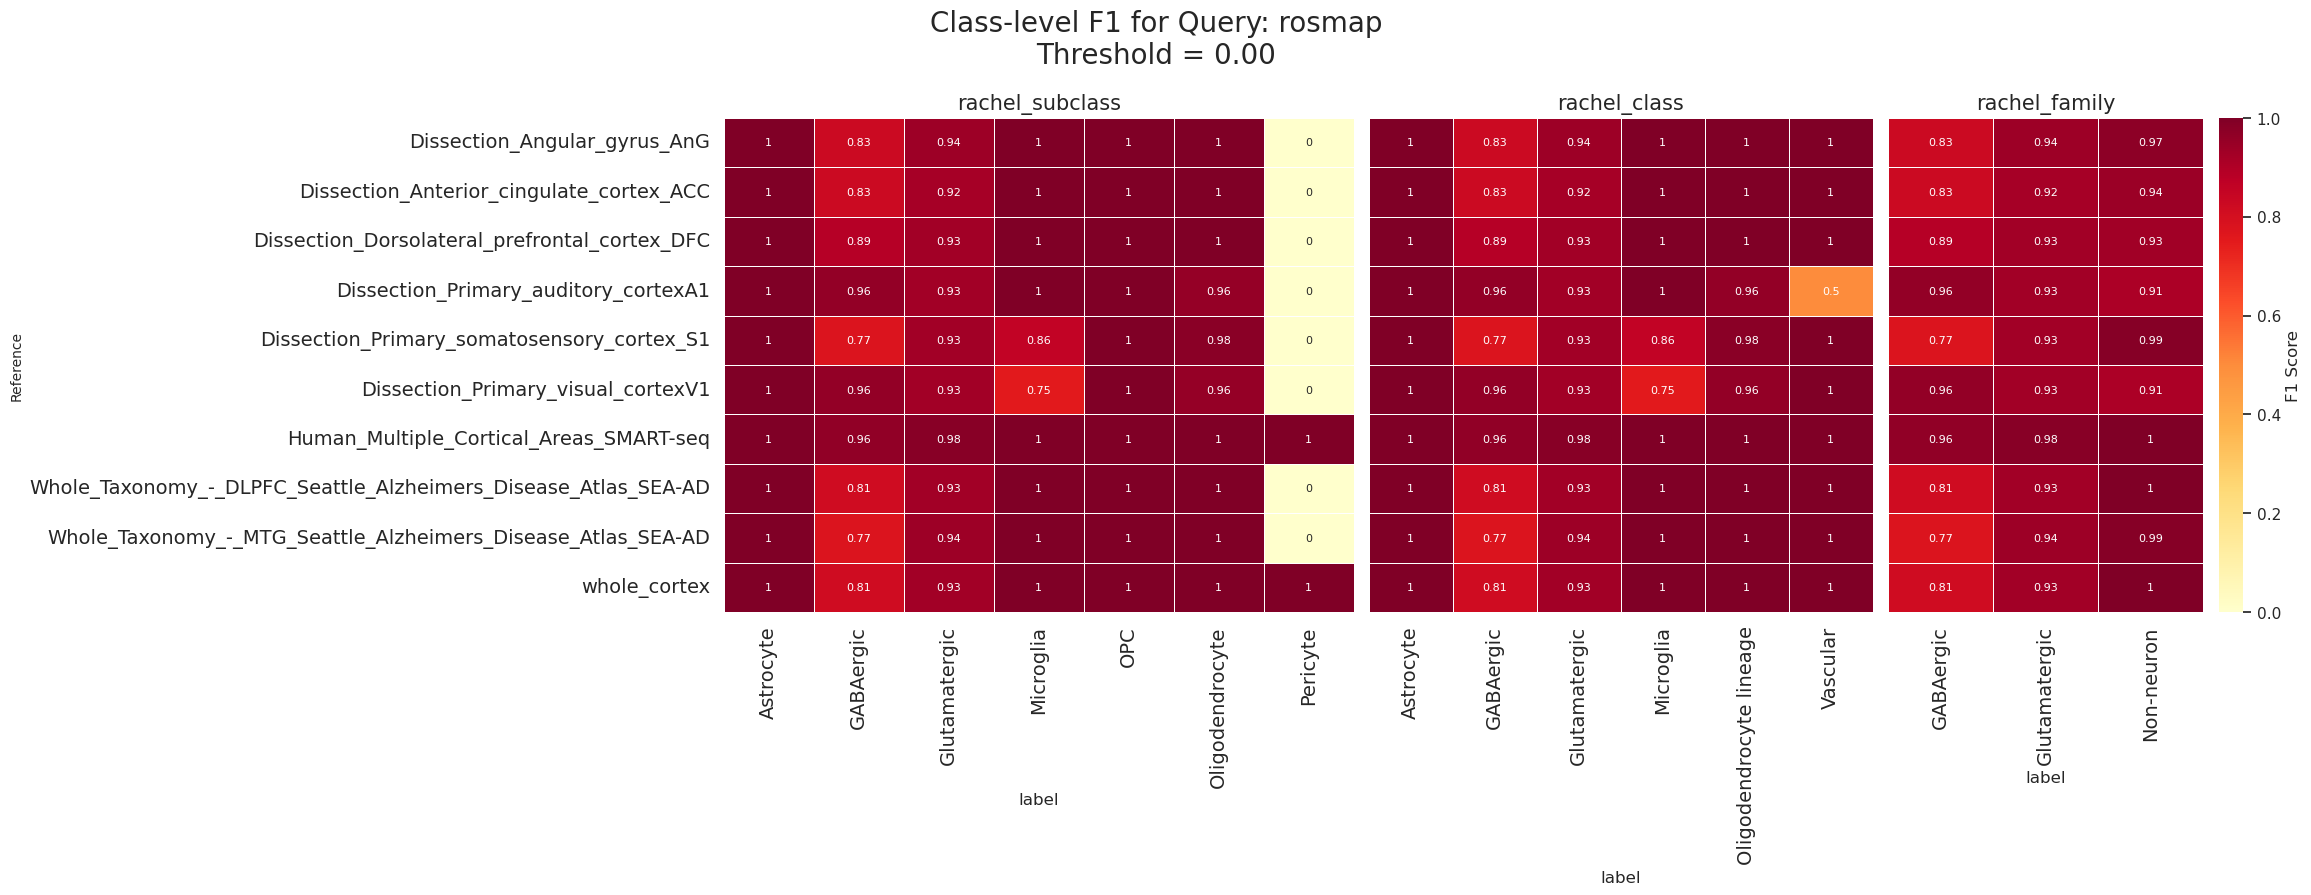 Class-level F1 for Query: rosmap
Threshold = 0.00
rachel_subclass
rachel_class
rachel_family
Reference
Dissection_Angular_gyrus_AnG 1 0.83 0.94 1 1 1 0 1 0.83 0.94 1 1 1 0.83 0.94 0.97
Dissection_Anterior_cingulate_cortex_ACC 1 0.83 0.92 1 1 1 0 1 0.83 0.92 1 1 1 0.83 0.92 0.94
Dissection_Dorsolateral_prefrontal_cortex_DFC 1 0.89 0.93 1 1 1 0 1 0.89 0.93 1 1 1 0.89 0.93 0.93
Dissection_Primary_auditory_cortexA1 1 0.96 0.93 1 1 0.96 0 1 0.96 0.93 1 0.96 0.5 0.96 0.93 0.91
Dissection_Primary_somatosensory_cortex_S1 1 0.77 0.93 0.86 1 0.98 0 1 0.77 0.93 0.86 0.98 1 0.77 0.93 0.99
Dissection_Primary_visual_cortexV1 1 0.96 0.93 0.75 1 0.96 0 1 0.96 0.93 0.75 0.96 1 0.96 0.93 0.91
Human_Multiple_Cortical_Areas_SMART-seq 1 0.96 0.98 1 1 1 1 1 0.96 0.98 1 1 1 0.96 0.98 1
Whole_Taxonomy_-_DLPFC_Seattle_Alzheimers_Disease_Atlas_SEA-AD 1 0.81 0.93 1 1 1 0 1 0.81 0.93 1 1 1 0.81 0.93 1
Whole_Taxonomy_-_MTG_Seattle_Alzheimers_Disease_Atlas_SEA-AD 1 0.77 0.94 1 1 1 0 1 0.77 0.94 1 1 1 0.77 0.94 0.99
whole_cortex 1 0.81 0.93 1 1 1 1 1 0.81 0.93 1 1 1 0.81 0.93 1
Astrocyte
GABAergic
Glutamatergic
Microglia
OPC
Oligodendrocyte
Pericyte
label
Astrocyte
GABAergic
Glutamatergic
Microglia
Oligodendrocyte lineage
Vascular
label
GABAergic
Glutamatergic
Non-neuron
label
1.0
0.8
0.6
0.4
0.2
0.0
F1 Score